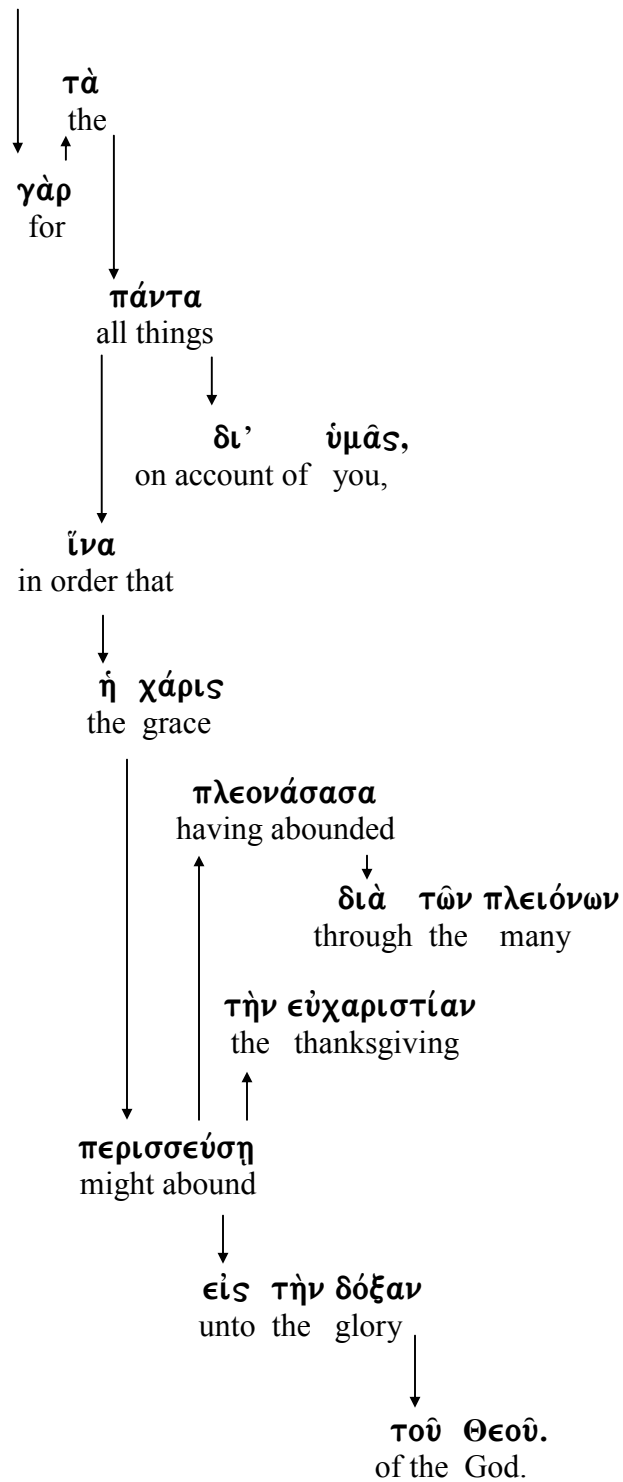 τὰ
the
γὰρ
for
πάντα
all things
δι’ ὑμᾶς,
on account of you,
ἵνα
in order that
ἡ χάρις
the grace
πλεονάσασα
having abounded
διὰ τῶν πλειόνων
through the many
τὴν εὐχαριστίαν
the thanksgiving
περισσεύσῃ
might abound
εἰς τὴν δόξαν
unto the glory
τοῦ Θεοῦ.
of the God.